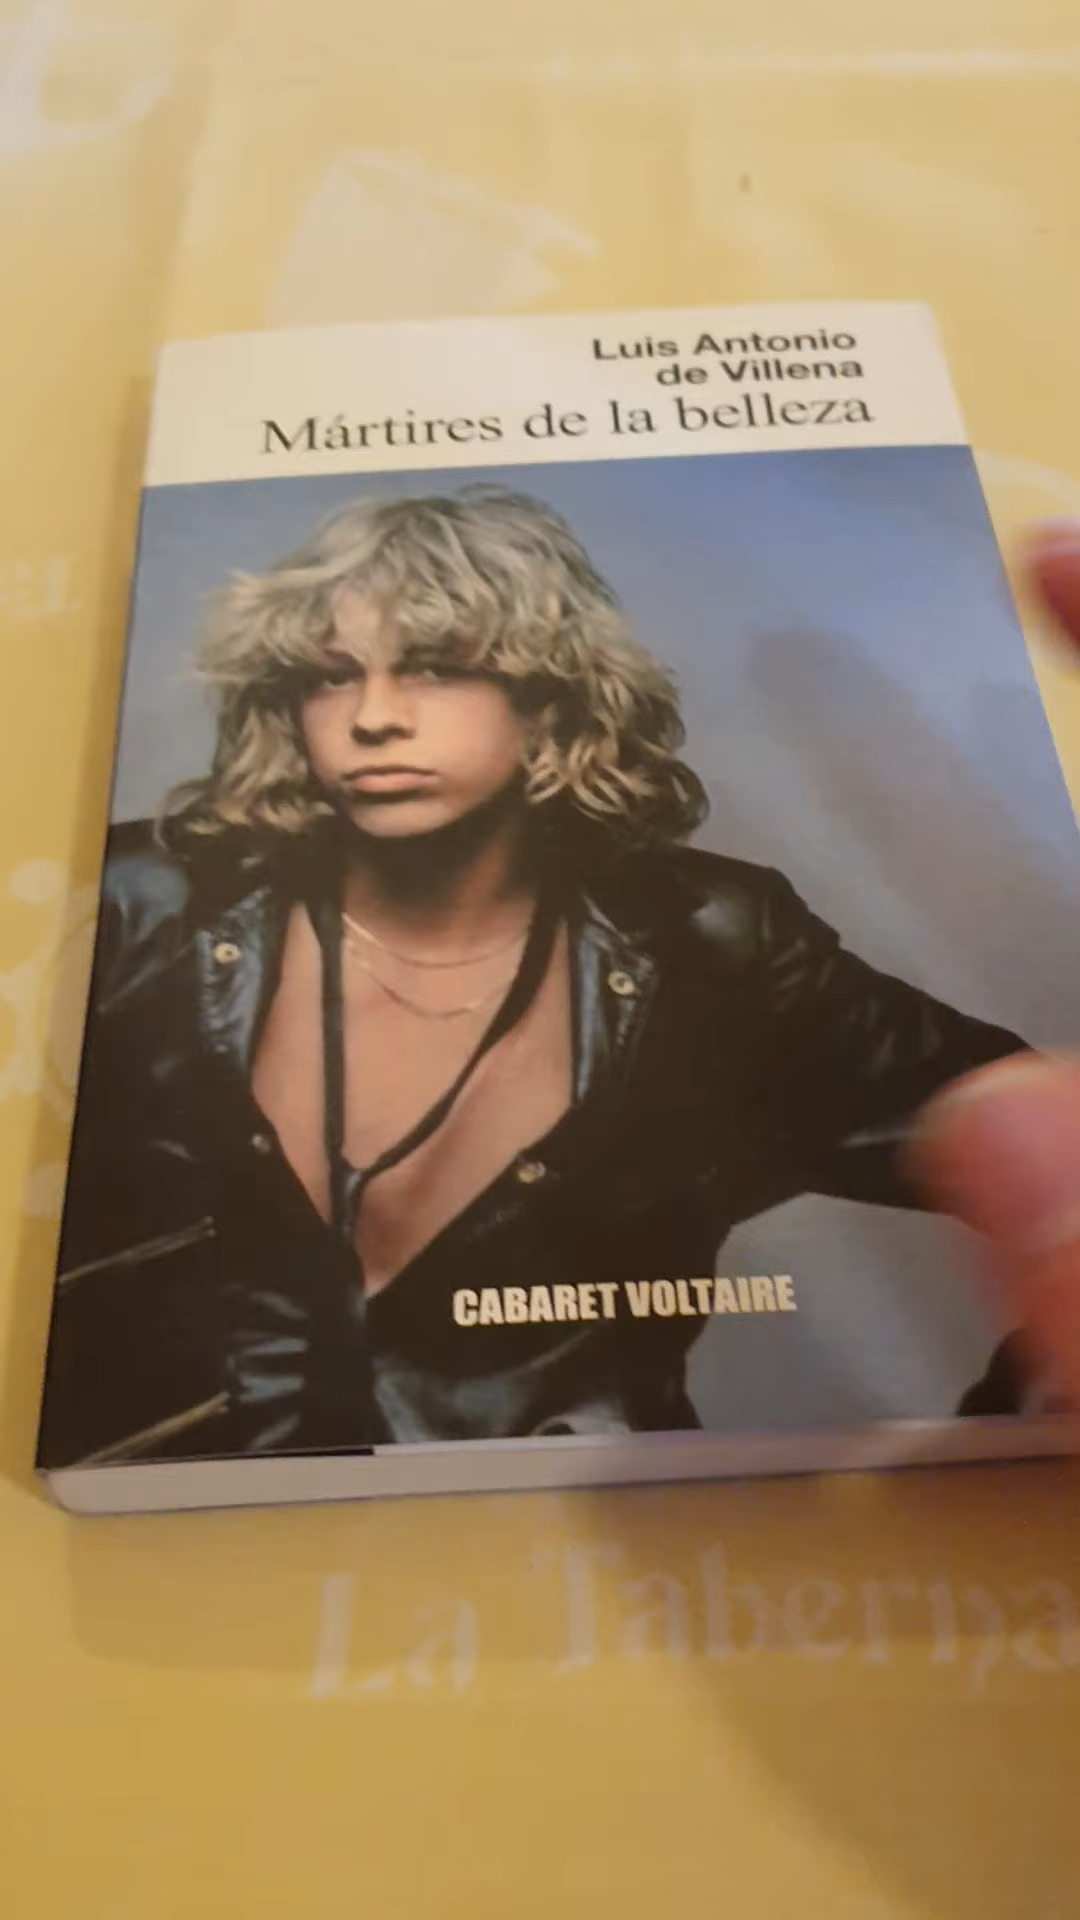 Luis Antonio
de Villena
Mártires de la belleza
CABARET VOLTAIRE
La Taberna